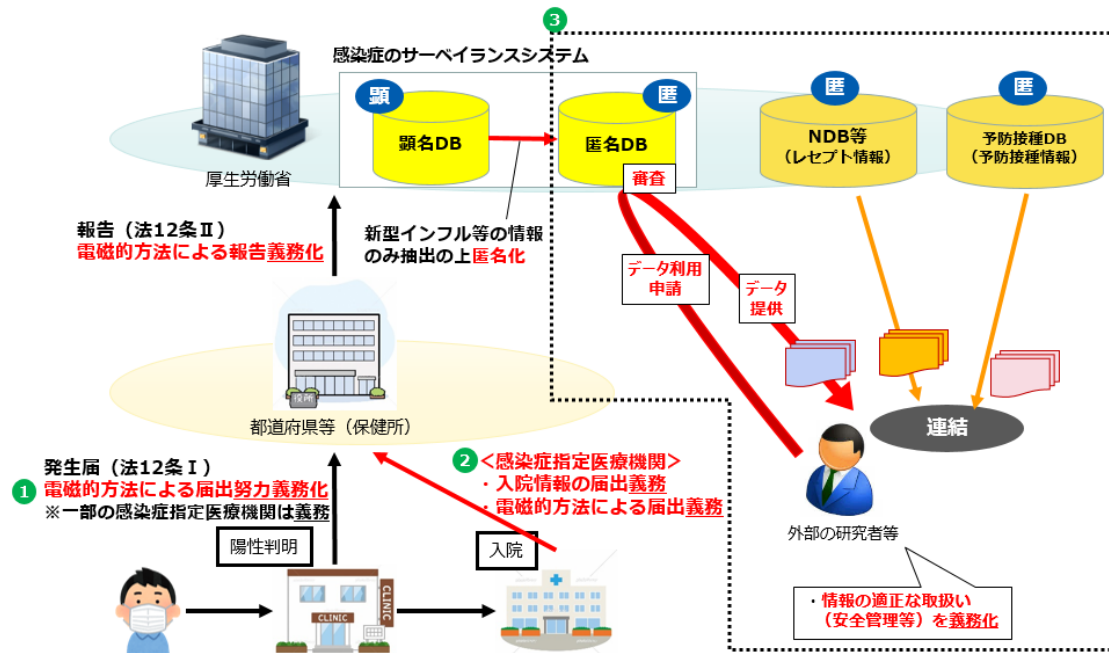 3
感染症のサーベイランスシステム
顕
匿
匿
匿
顕名DB
匿名DB
NDB等
（レセプト情報）
予防接種DB
（予防接種情報）
厚生労働省
審査
報告（法12条Ⅱ）
電磁的方法による報告義務化
新型インフル等の情報
のみ抽出の上匿名化
データ利用
申請
データ
提供
役所
都道府県等（保健所）
連結
発生届（法12条Ⅰ）
1
電磁的方法による届出努力義務化
※一部の感染症指定医療機関は義務
2
＜感染症指定医療機関＞
・入院情報の届出義務
・電磁的方法による届出義務
外部の研究者等
陽性判明
入院
CLINIC
CLINIC
・情報の適正な取扱い
（安全管理等）を義務化